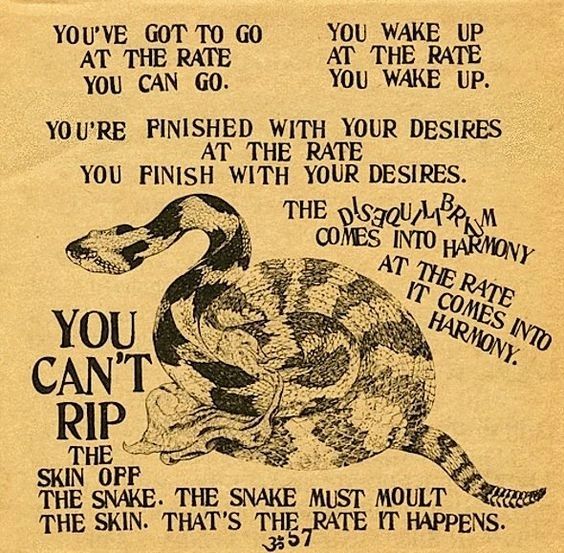 YOU'VE GOT TO GO
AT THE RATE
YOU CAN GO.
YOU WAKE UP
AT THE RATE
YOU WAKE UP.
YOU'RE FINISHED WITH YOUR DESIRES
AT THE RATE
YOU FINISH WITH YOUR DESIRES.
THE DISEQUILIBRIUM
COMES INTO HARMONY
AT THE RATE
IT COMES INTO
HARMONY.
YOU
CAN'T
RIP
THE
SKIN OFF
THE SNAKE. THE SNAKE MUST MOULT
THE SKIN. THAT'S THE RATE IT HAPPENS.
ॐ57